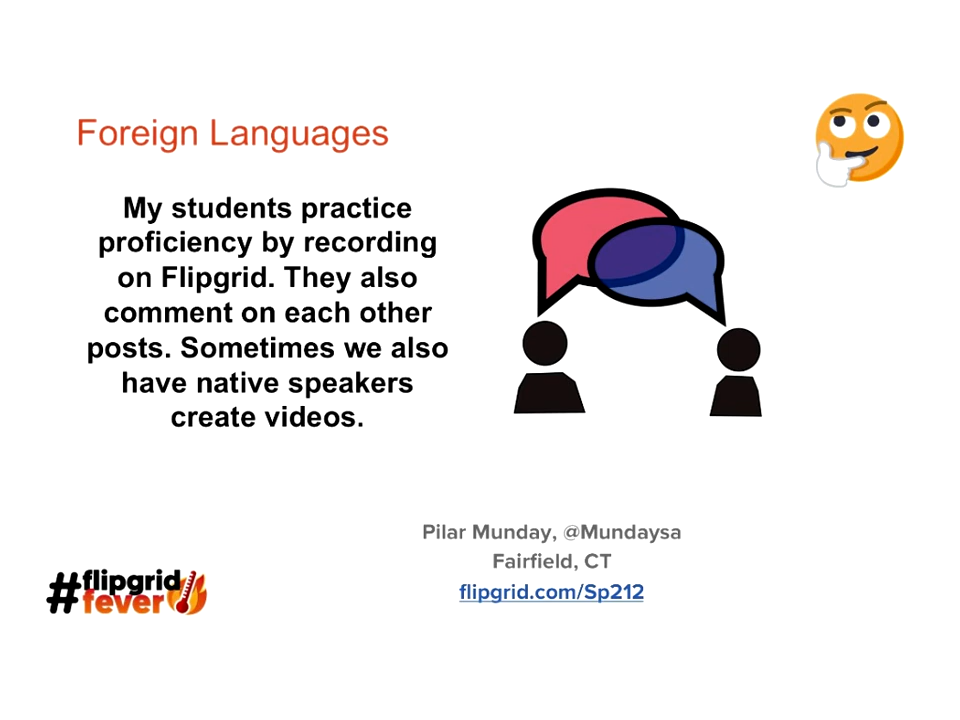 Foreign Languages
My students practice
proficiency by recording
on Flipgrid. They also
comment on each other
posts. Sometimes we also
have native speakers
create videos.
Pilar Munday, @Mundaysa
Fairfield, CT
flipgrid.com/Sp212
#flipgrid
fever